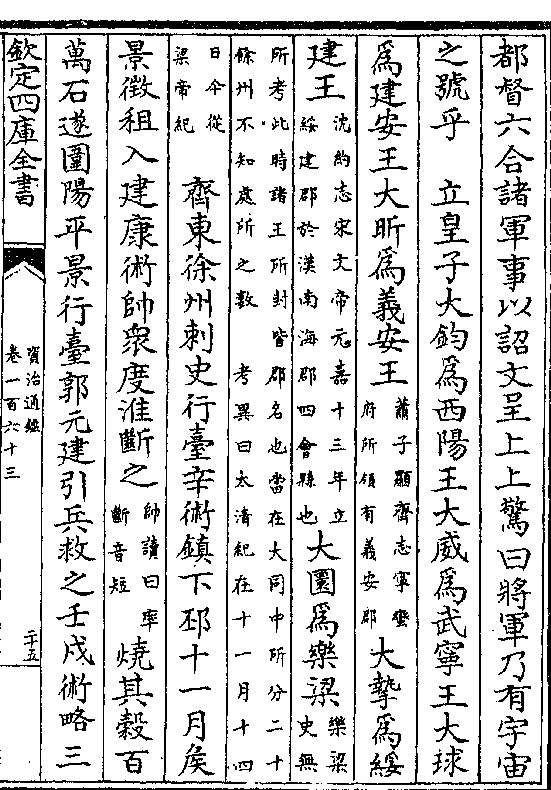 都督六合諸軍事以詔文呈上上驚曰將軍乃有宇宙
之號乎　立皇子大鈞爲西陽王大威爲武寧王大球
爲建安王大昕爲義安王
蕭子顯齊志寧蠻
府所領有義安郡
大摯爲綏
建王
沈約志宋文帝元嘉十三年立
綏建郡於漢南海郡四會縣也
大圜爲樂梁
樂梁
史無
所考此時諸王所封皆郡名也當在大同中所分二十
餘州不知處所之數　考異曰太清紀在十一月十四
日今從
梁帝紀
齊東徐州刺史行臺辛術鎮下邳十一月矦
景徵租入建康術帥衆度淮斷之
帥讀曰率
斷音短
燒其穀百
萬石遂圍陽平景行臺郭元建引兵救之壬戌術略三
欽定四庫全書
資治通鑑
卷一百六十三
二十五